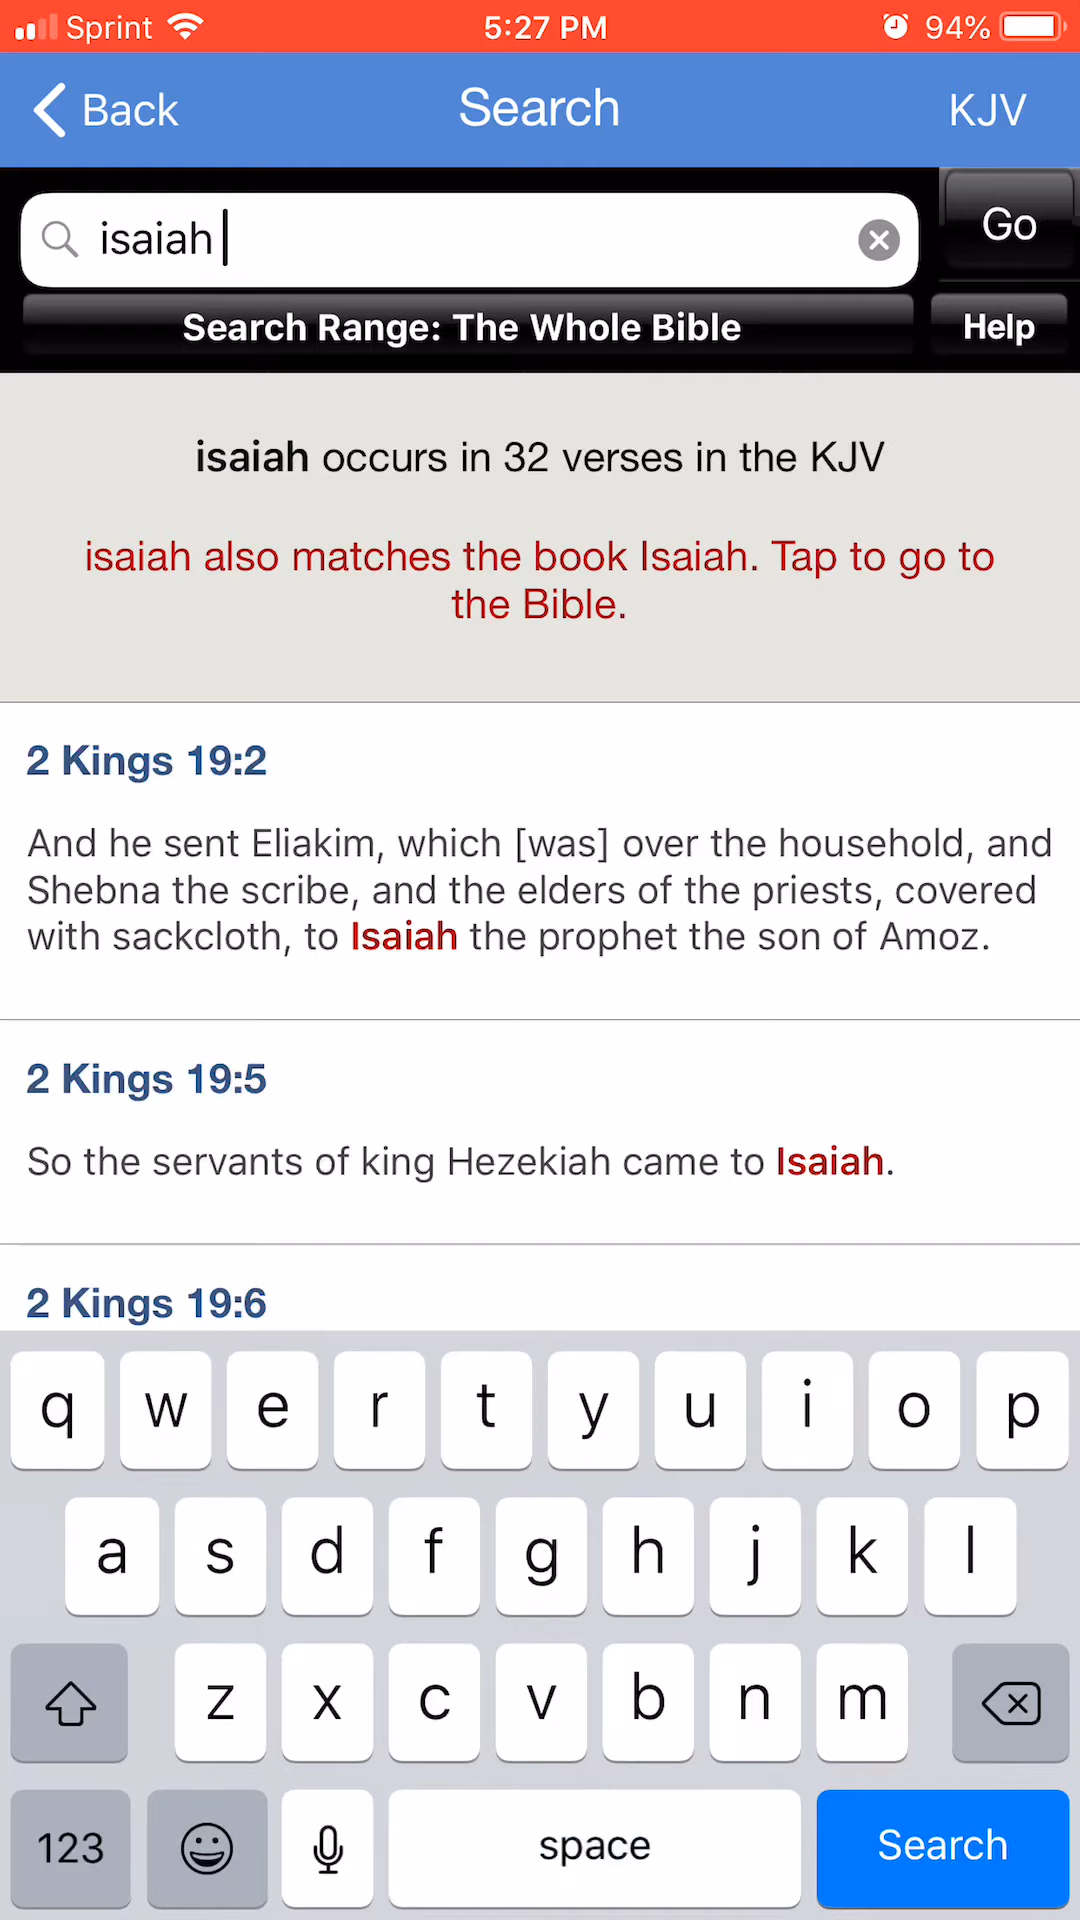 Sprint 5:27 PM 94%
Back Search KJV
isaiah
Go
Search Range: The Whole Bible
Help
isaiah occurs in 32 verses in the KJV
isaiah also matches the book Isaiah. Tap to go to
the Bible.
2 Kings 19:2
And he sent Eliakim, which [was] over the household, and
Shebna the scribe, and the elders of the priests, covered
with sackcloth, to Isaiah the prophet the son of Amoz.
2 Kings 19:5
So the servants of king Hezekiah came to Isaiah.
2 Kings 19:6
q w e r t y u i o p
a s d f g h j k l
z x c v b n m
123 space Search